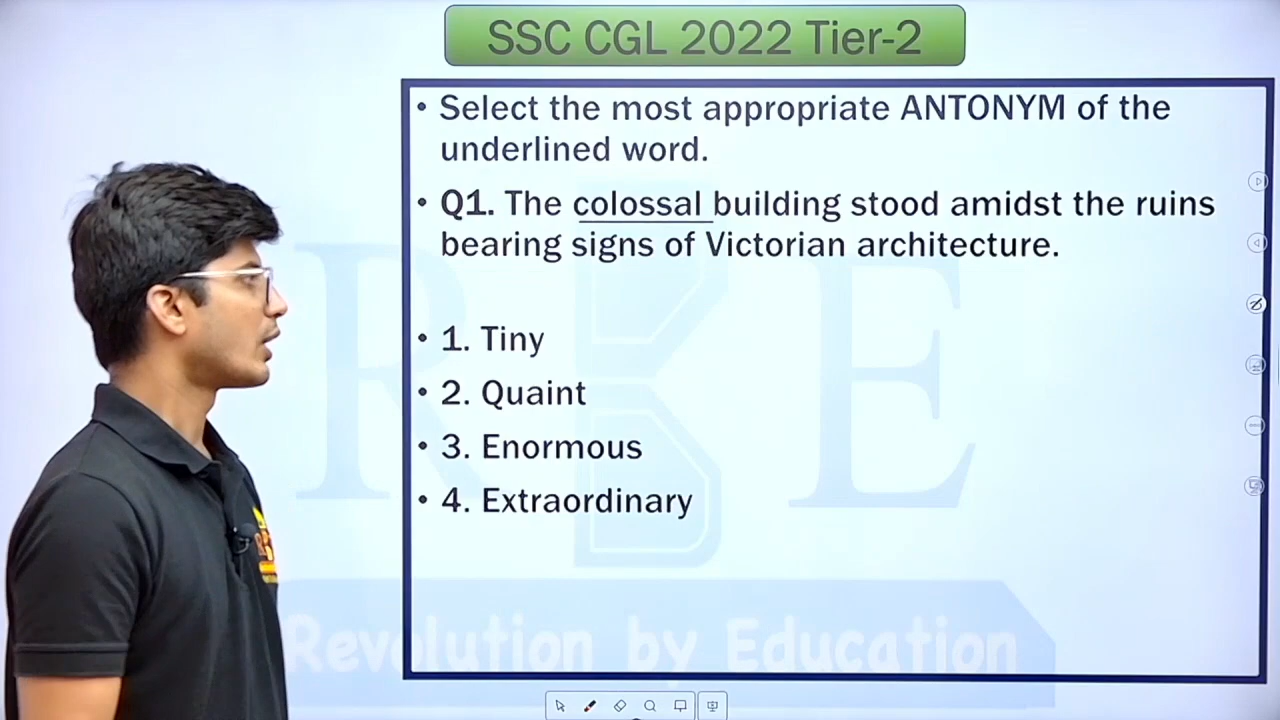 SSC CGL 2022 Tier-2
• Select the most appropriate ANTONYM of the
underlined word.
• Q1. The colossal building stood amidst the ruins
bearing signs of Victorian architecture.
• 1. Tiny
• 2. Quaint
• 3. Enormous
• 4. Extraordinary
RBE
Revolution by Education